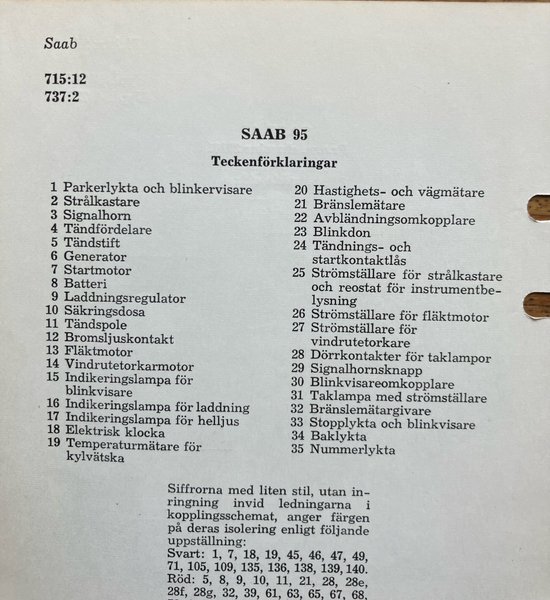 Saab
715:12
737:2
SAAB 95
Teckenförklaringar
1 Parkerlykta och blinkervisare
2 Strålkastare
3 Signalhorn
4 Tändfördelare
5 Tändstift
6 Generator
7 Startmotor
8 Batteri
9 Laddningsregulator
10 Säkringsdosa
11 Tändspole
12 Bromsljuskontakt
13 Fläktmotor
14 Vindrutetorkarmotor
15 Indikeringslampa för
blinkvisare
16 Indikeringslampa för laddning
17 Indikeringslampa för helljus
18 Elektrisk klocka
19 Temperaturmätare för
kylvätska
20 Hastighets- och vägmätare
21 Bränslemätare
22 Avbländningsomkopplare
23 Blinkdon
24 Tändnings- och
startkontaktlås
25 Strömställare för strålkastare
och reostat för instrumentbe-
lysning
26 Strömställare för fläktmotor
27 Strömställare för
vindrutetorkare
28 Dörrkontakter för taklampor
29 Signalhornsknapp
30 Blinkvisareomkopplare
31 Taklampa med strömställare
32 Bränslemätargivare
33 Stopplykta och blinkvisare
34 Baklykta
35 Nummerlykta
Siffrorna med liten stil, utan in-
ringning invid ledningarna i
kopplingsschemat, anger färgen
på deras isolering enligt följande
uppställning:
Svart: 1, 7, 18, 19, 45, 46, 47, 49,
71, 105, 109, 135, 136, 138, 139, 140.
Röd: 5, 8, 9, 10, 11, 21, 28, 28e,
28f, 28g, 32, 39, 61, 63, 65, 67, 68,